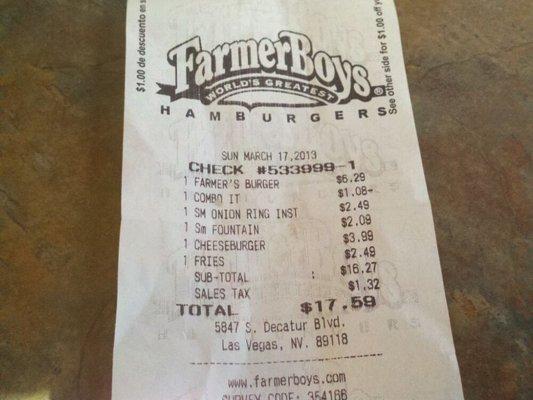 $1.00 de descuento en s
See other side for $1.00 off y
FarmerBoys®
WORLD'S GREATEST
HAMBURGERS
SUN MARCH 17,2013
CHECK #533999-1
1 FARMER'S BURGER $6.29
1 COMBO IT $1.08-
1 SM ONION RING INST $2.49
1 Sm FOUNTAIN $2.09
1 CHEESEBURGER $3.99
1 FRIES $2.49
SUB-TOTAL : $16.27
SALES TAX $1.32
TOTAL $17.59
5847 S. Decatur Blvd.
Las Vegas, NV. 89118
www.farmerboys.com
SURVEY CODE: 354166